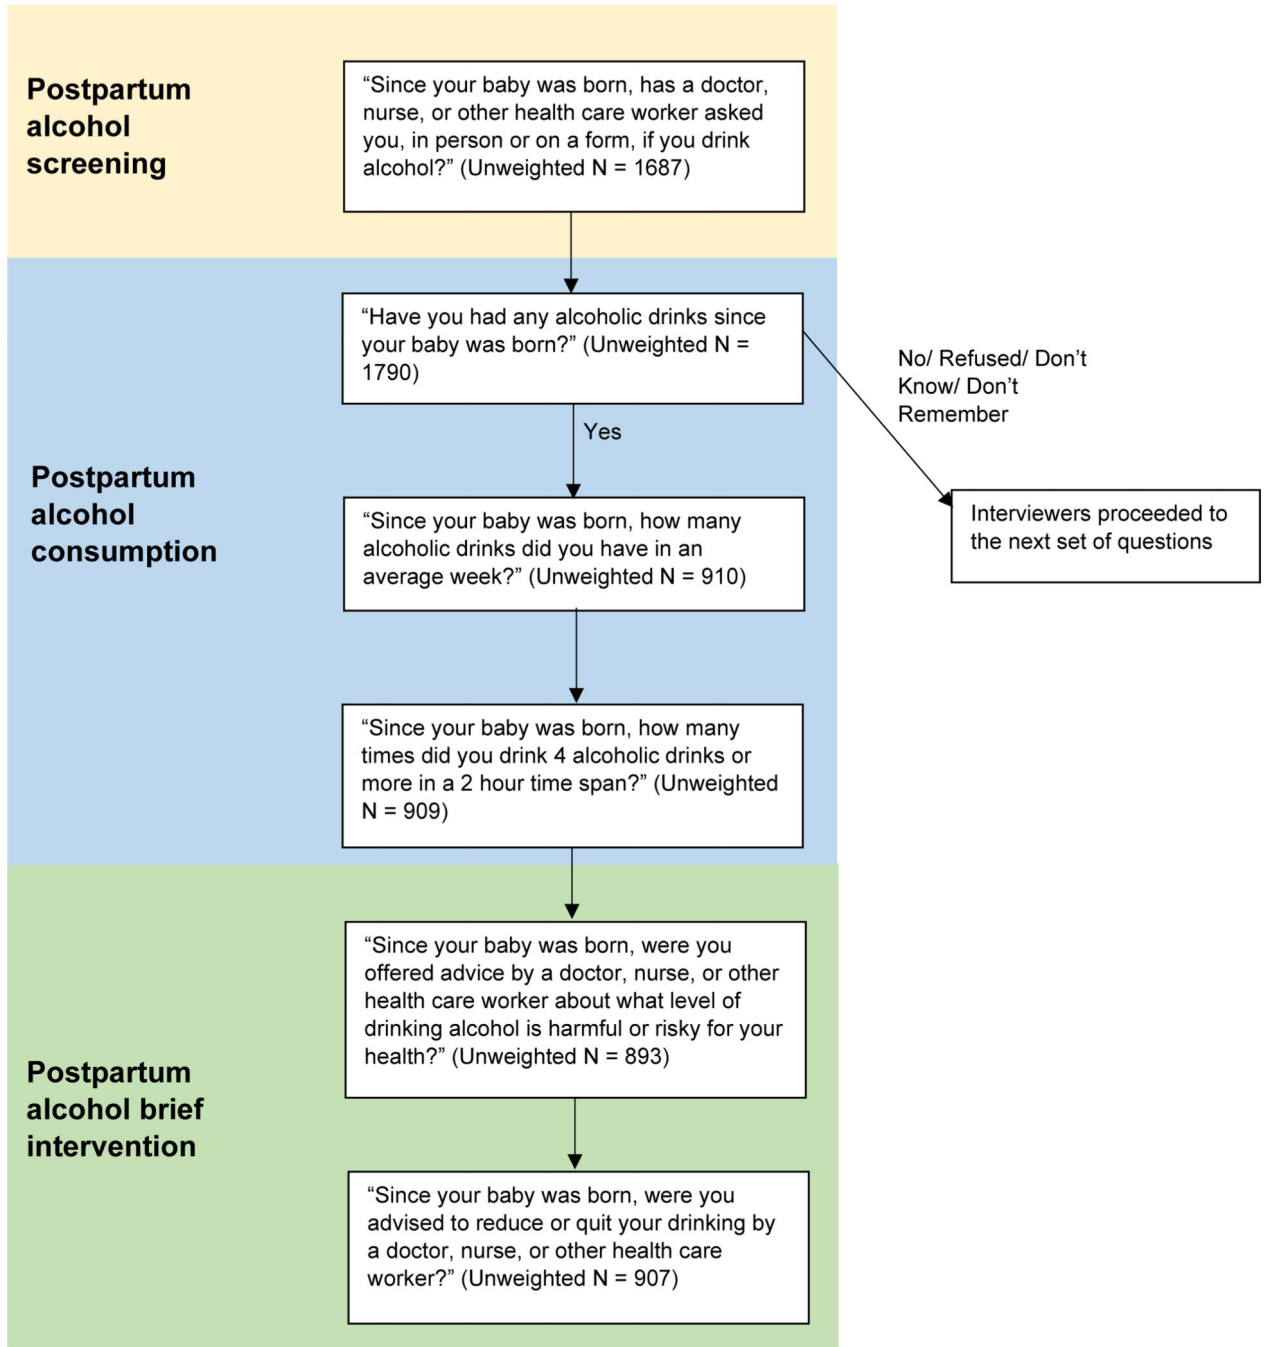 Postpartum
alcohol
screening
“Since your baby was born, has a doctor,
nurse, or other health care worker asked
you, in person or on a form, if you drink
alcohol?” (Unweighted N = 1687)
Postpartum
alcohol
consumption
“Have you had any alcoholic drinks since
your baby was born?” (Unweighted N =
1790)
No/ Refused/ Don’t
Know/ Don’t
Remember
Yes
Interviewers proceeded to
the next set of questions
“Since your baby was born, how many
alcoholic drinks did you have in an
average week?” (Unweighted N = 910)
“Since your baby was born, how many
times did you drink 4 alcoholic drinks or
more in a 2 hour time span?” (Unweighted
N = 909)
Postpartum
alcohol brief
intervention
“Since your baby was born, were you
offered advice by a doctor, nurse, or other
health care worker about what level of
drinking alcohol is harmful or risky for your
health?” (Unweighted N = 893)
“Since your baby was born, were you
advised to reduce or quit your drinking by
a doctor, nurse, or other health care
worker?” (Unweighted N = 907)